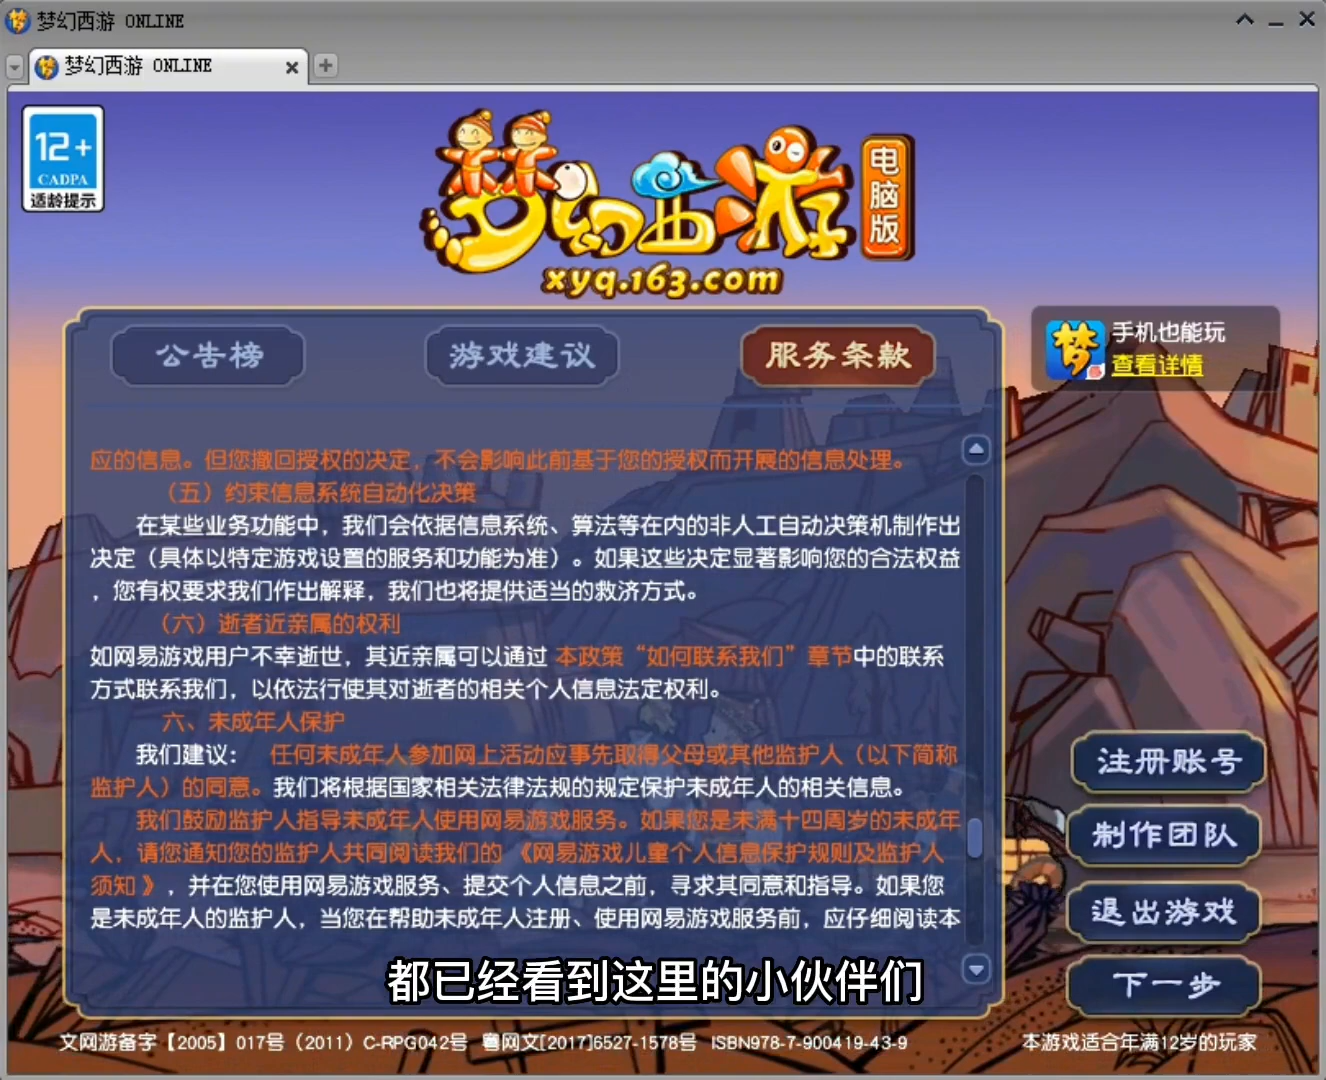 梦幻西游 ONLINE
梦幻西游 ONLINE
12+
CADPA
适龄提示
梦幻西游
电脑版
xyq.163.com
公告榜
游戏建议
服务条款
手机也能玩
查看详情
应的信息。但您撤回授权的决定，不会影响此前基于您的授权而开展的信息处理。
（五）约束信息系统自动化决策
在某些业务功能中，我们会依据信息系统、算法等在内的非人工自动决策机制作出
决定（具体以特定游戏设置的服务和功能为准）。如果这些决定显著影响您的合法权益
，您有权要求我们作出解释，我们也将提供适当的救济方式。
（六）逝者近亲属的权利
如网易游戏用户不幸逝世，其近亲属可以通过 本政策“如何联系我们”章节中的联系
方式联系我们，以依法行使其对逝者的相关个人信息法定权利。
六、未成年人保护
我们建议： 任何未成年人参加网上活动应事先取得父母或其他监护人（以下简称
监护人）的同意。我们将根据国家相关法律法规的规定保护未成年人的相关信息。
我们鼓励监护人指导未成年人使用网易游戏服务。如果您是未满十四周岁的未成年
人，请您通知您的监护人共同阅读我们的 《网易游戏儿童个人信息保护规则及监护人
须知 》，并在您使用网易游戏服务、提交个人信息之前，寻求其同意和指导。如果您
是未成年人的监护人，当您在帮助未成年人注册、使用网易游戏服务前，应仔细阅读本
注册账号
制作团队
退出游戏
下一步
都已经看到这里的小伙伴们
文网游备字【2005】017号（2011）C-RPG042号 粤网文[2017]6527-1578号 ISBN978-7-900419-43-9
本游戏适合年满12岁的玩家